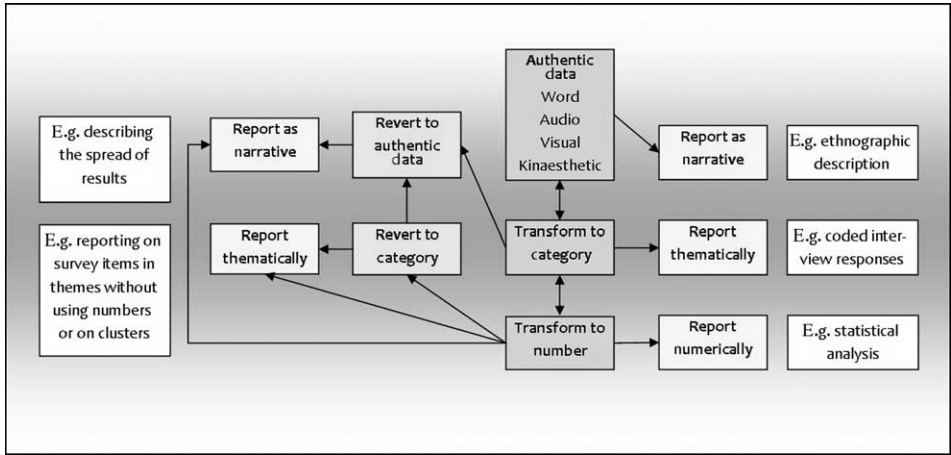 E.g. describing
the spread of
results
E.g. reporting on
survey items in
themes without
using numbers
or on clusters
Report as
narrative
Report
thematically
Revert to
authentic data
Revert to
category
Authentic
data
Word
Audio
Visual
Kinaesthetic
Transform to
category
Transform to
number
Report as
narrative
Report
thematically
Report
numerically
E.g. ethnographic
description
E.g. coded inter-
view responses
E.g. statistical
analysis